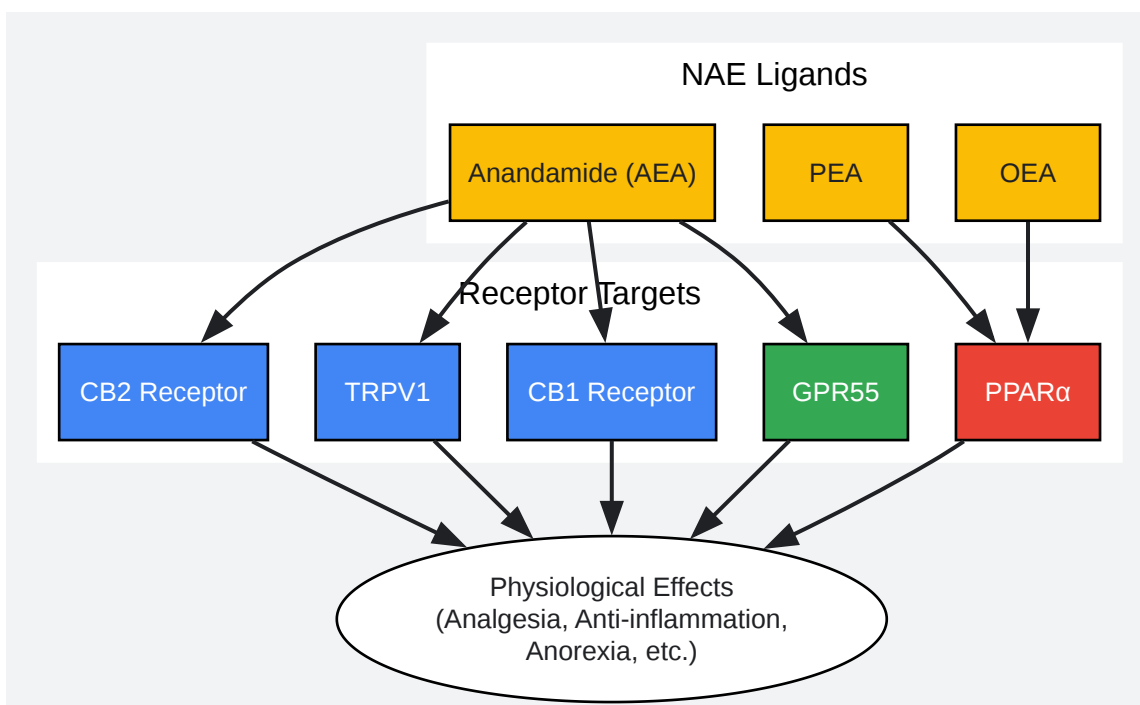 NAE Ligands
Anandamide (AEA)
PEA
OEA
Receptor Targets
CB2 Receptor
TRPV1
CB1 Receptor
GPR55
PPARα
Physiological Effects
(Analgesia, Anti-inflammation,
Anorexia, etc.)